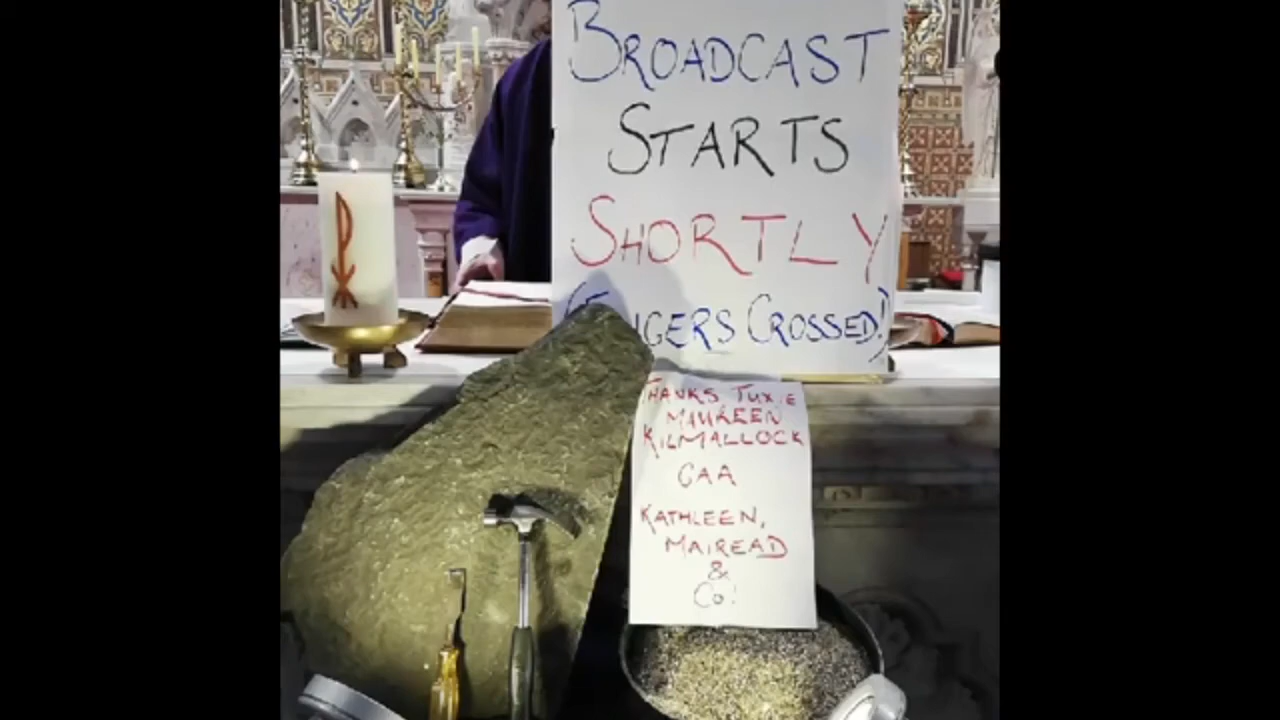 BROADCAST
STARTS
SHORTLY
CROSSED!)
THANKS TUXIE
MAUREEN
KILMALLOCK
GAA
KATHLEEN,
MAIREAD
&
Co!